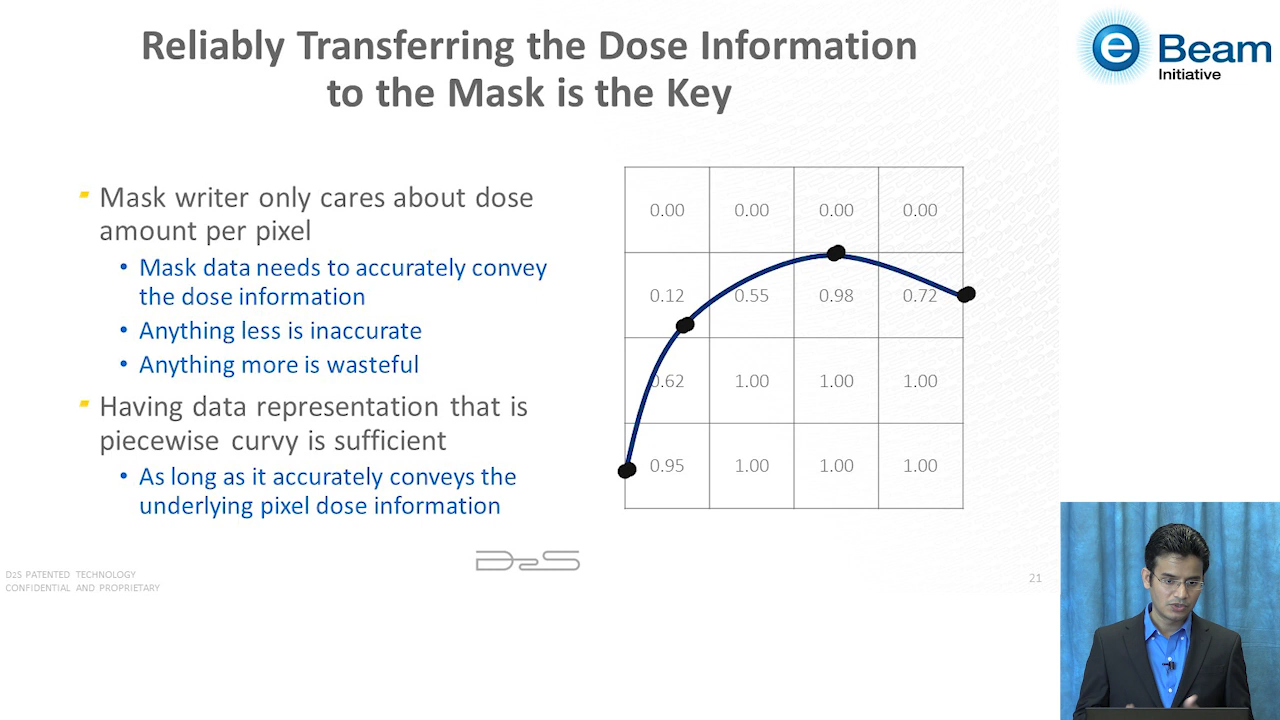 Reliably Transferring the Dose Information
to the Mask is the Key
e Beam
Initiative
Mask writer only cares about dose
amount per pixel
• Mask data needs to accurately convey
the dose information
• Anything less is inaccurate
• Anything more is wasteful
Having data representation that is
piecewise curvy is sufficient
• As long as it accurately conveys the
underlying pixel dose information
0.00 0.00 0.00 0.00
0.12 0.55 0.98 0.72
0.62 1.00 1.00 1.00
0.95 1.00 1.00 1.00
D2S PATENTED TECHNOLOGY
CONFIDENTIAL AND PROPRIETARY
D2S
21